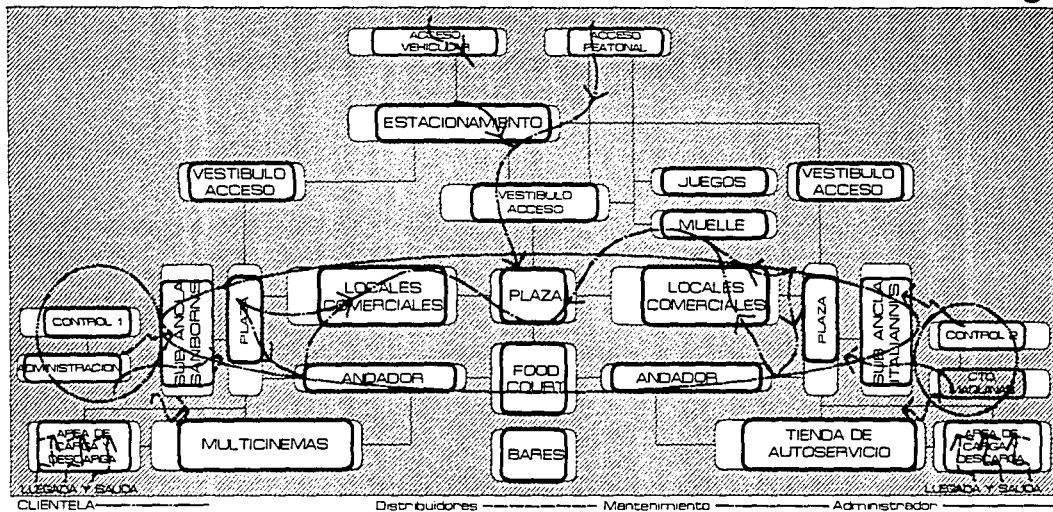 ACCESO
VEHICULAR
ACCESO
PEATONAL
ESTACIONAMIENTO
VESTIBULO
ACCESO
VESTIBULO
ACCESO
JUEGOS
VESTIBULO
ACCESO
MUELLE
SUB ANCLA
SANBORNS
PLAZA
LOCALES
COMERCIALES
PLAZA
LOCALES
COMERCIALES
PLAZA
SUB ANCLA
ITALIANNIS
CONTROL 1
CONTROL 2
ADMINISTRACION
ANDADOR
FOOD
COURT
ANDADOR
CTO.
MAQUINAS
AREA DE
CARGA Y
DESCARGA
MULTICINEMAS
BARES
TIENDA DE
AUTOSERVICIO
AREA DE
CARGA Y
DESCARGA
LLEGADA Y SALIDA
LLEGADA Y SALIDA
CLIENTELA Distribuidores Mantenimiento Administrador